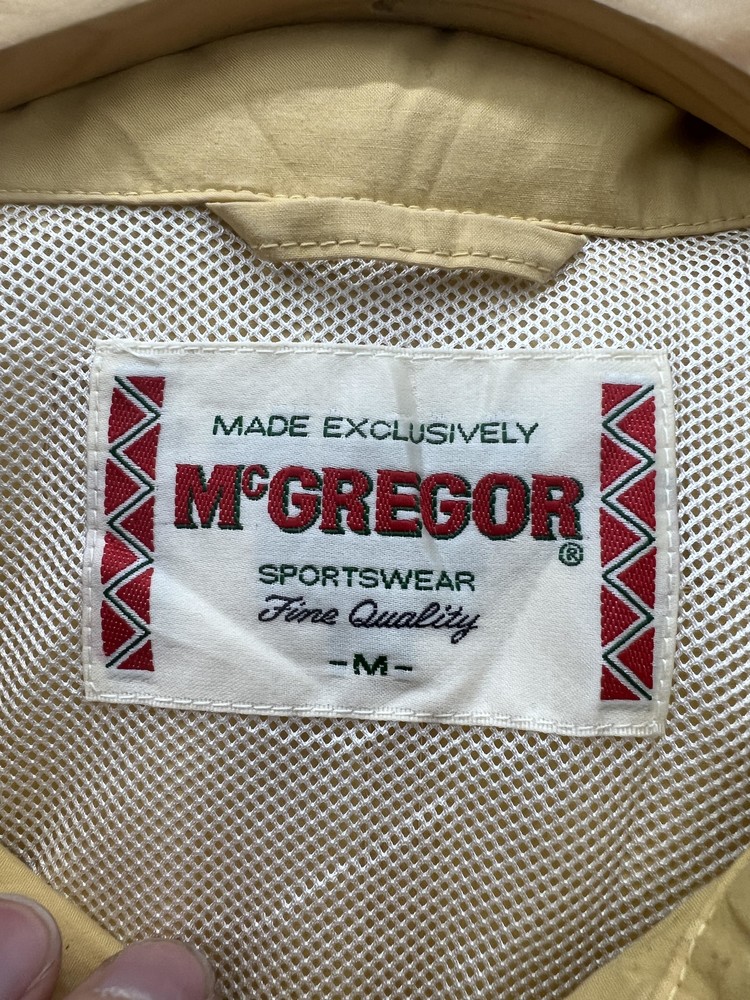 MADE EXCLUSIVELY
McGREGOR
®
SPORTSWEAR
Fine Quality
-M-